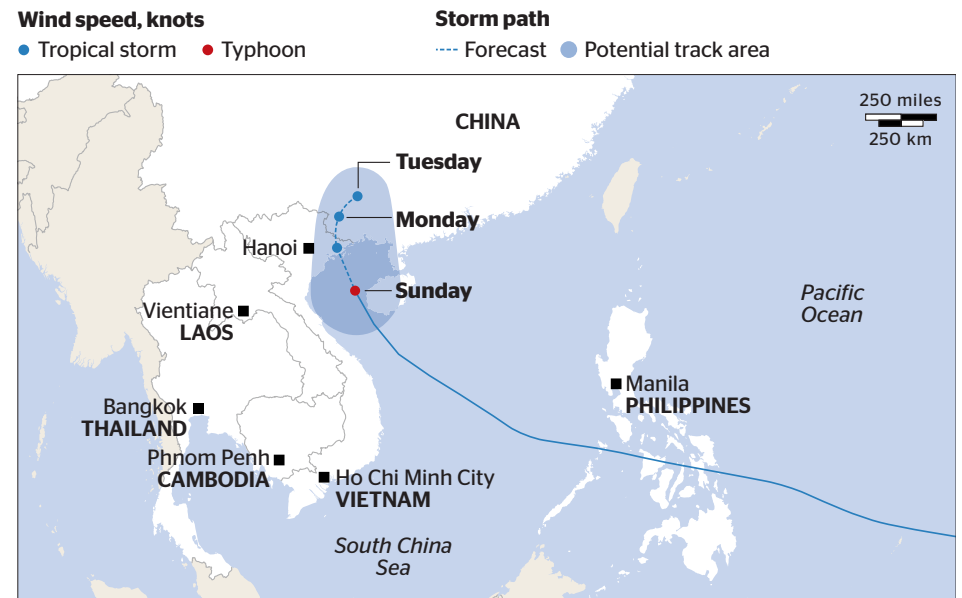 Wind speed, knots
Tropical storm
Typhoon
Storm path
Forecast
Potential track area
250 miles
250 km
CHINA
Tuesday
Monday
Hanoi
Sunday
Pacific
Ocean
Vientiane
LAOS
Manila
PHILIPPINES
Bangkok
THAILAND
Phnom Penh
CAMBODIA
Ho Chi Minh City
VIETNAM
South China
Sea